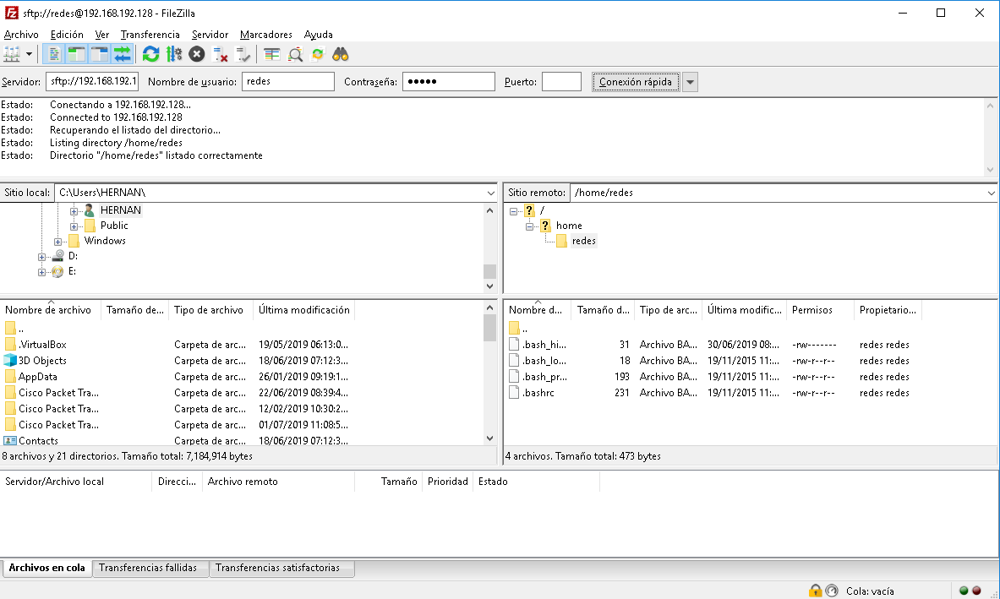 sftp://redes@192.168.192.128 - FileZilla
Archivo Edición Ver Transferencia Servidor Marcadores Ayuda
Servidor: sftp://192.168.192.1 Nombre de usuario: redes Contraseña: ●●●●● Puerto: Conexión rápida
Estado: Conectando a 192.168.192.128...
Estado: Connected to 192.168.192.128
Estado: Recuperando el listado del directorio...
Estado: Listing directory /home/redes
Estado: Directorio "/home/redes" listado correctamente
Sitio local: C:\Users\HERNAN\
HERNAN
Public
Windows
D:
E:
Sitio remoto: /home/redes
/
home
redes
Nombre de archivo Tamaño de... Tipo de archivo Última modificación
..
.VirtualBox Carpeta de arc... 19/05/2019 06:13:0...
3D Objects Carpeta de arc... 18/06/2019 07:12:3...
AppData Carpeta de arc... 26/01/2019 09:19:1...
Cisco Packet Tra... Carpeta de arc... 22/06/2019 08:39:4...
Cisco Packet Tra... Carpeta de arc... 12/02/2019 10:30:2...
Cisco Packet Tra... Carpeta de arc... 01/07/2019 11:08:5...
Contacts Carpeta de arc... 18/06/2019 07:12:3...
8 archivos y 21 directorios. Tamaño total: 7,184,914 bytes
Nombre d... Tamaño d... Tipo de arc... Última modific... Permisos Propietario...
..
.bash_hi... 31 Archivo BA... 30/06/2019 08:... -rw------- redes redes
.bash_lo... 18 Archivo BA... 19/11/2015 11:... -rw-r--r-- redes redes
.bash_pr... 193 Archivo BA... 19/11/2015 11:... -rw-r--r-- redes redes
.bashrc 231 Archivo BA... 19/11/2015 11:... -rw-r--r-- redes redes
4 archivos. Tamaño total: 473 bytes
Servidor/Archivo local Direcci... Archivo remoto Tamaño Prioridad Estado
Archivos en cola Transferencias fallidas Transferencias satisfactorias
Cola: vacía